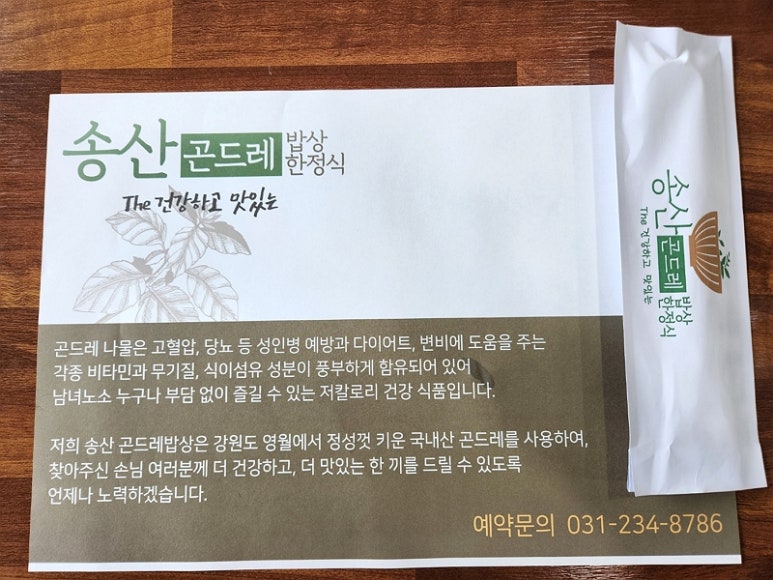 송산 곤드레 밥상
한정식
The 건강하고 맛있는
곤드레 나물은 고혈압, 당뇨 등 성인병 예방과 다이어트, 변비에 도움을 주는
각종 비타민과 무기질, 식이섬유 성분이 풍부하게 함유되어 있어
남녀노소 누구나 부담 없이 즐길 수 있는 저칼로리 건강 식품입니다.
저희 송산 곤드레밥상은 강원도 영월에서 정성껏 키운 국내산 곤드레를 사용하여,
찾아주신 손님 여러분께 더 건강하고, 더 맛있는 한 끼를 드릴 수 있도록
언제나 노력하겠습니다.
예약문의 031-234-8786
송산 곤드레 밥상
한정식
The 건강하고 맛있는